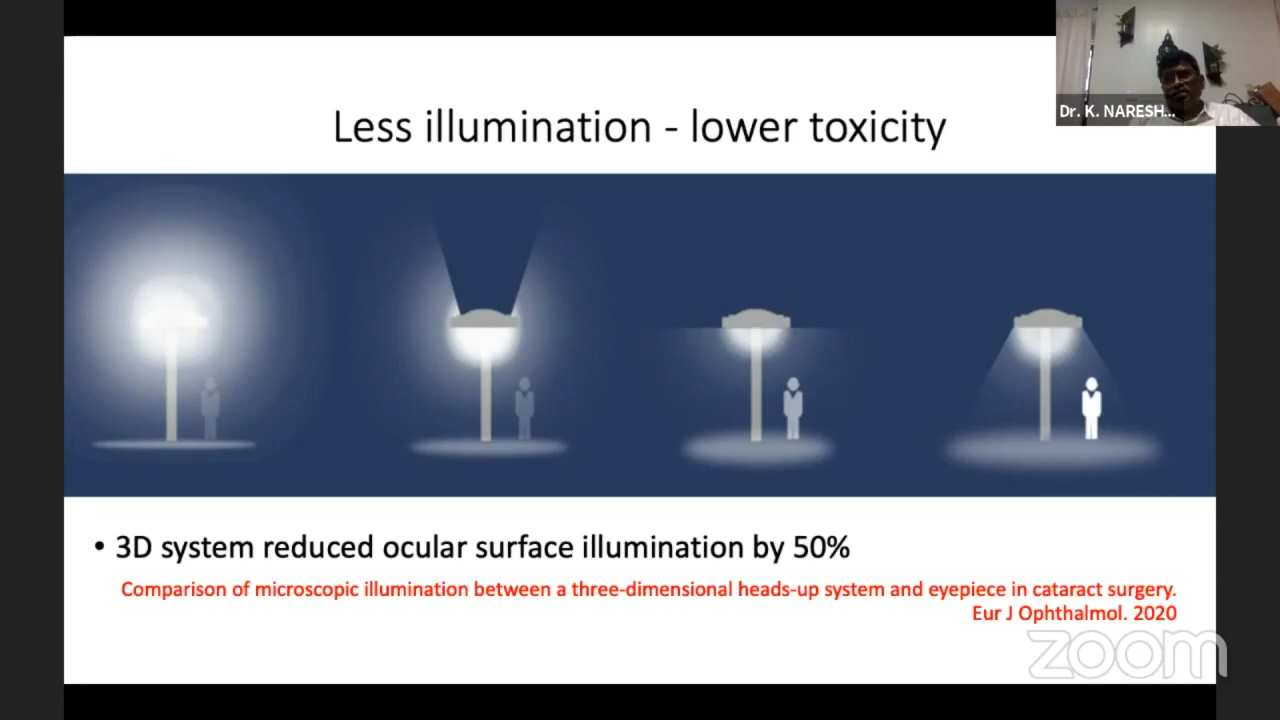 Dr. K. NARESH...
Less illumination - lower toxicity
• 3D system reduced ocular surface illumination by 50%
Comparison of microscopic illumination between a three-dimensional heads-up system and eyepiece in cataract surgery.
Eur J Ophthalmol. 2020
zoom